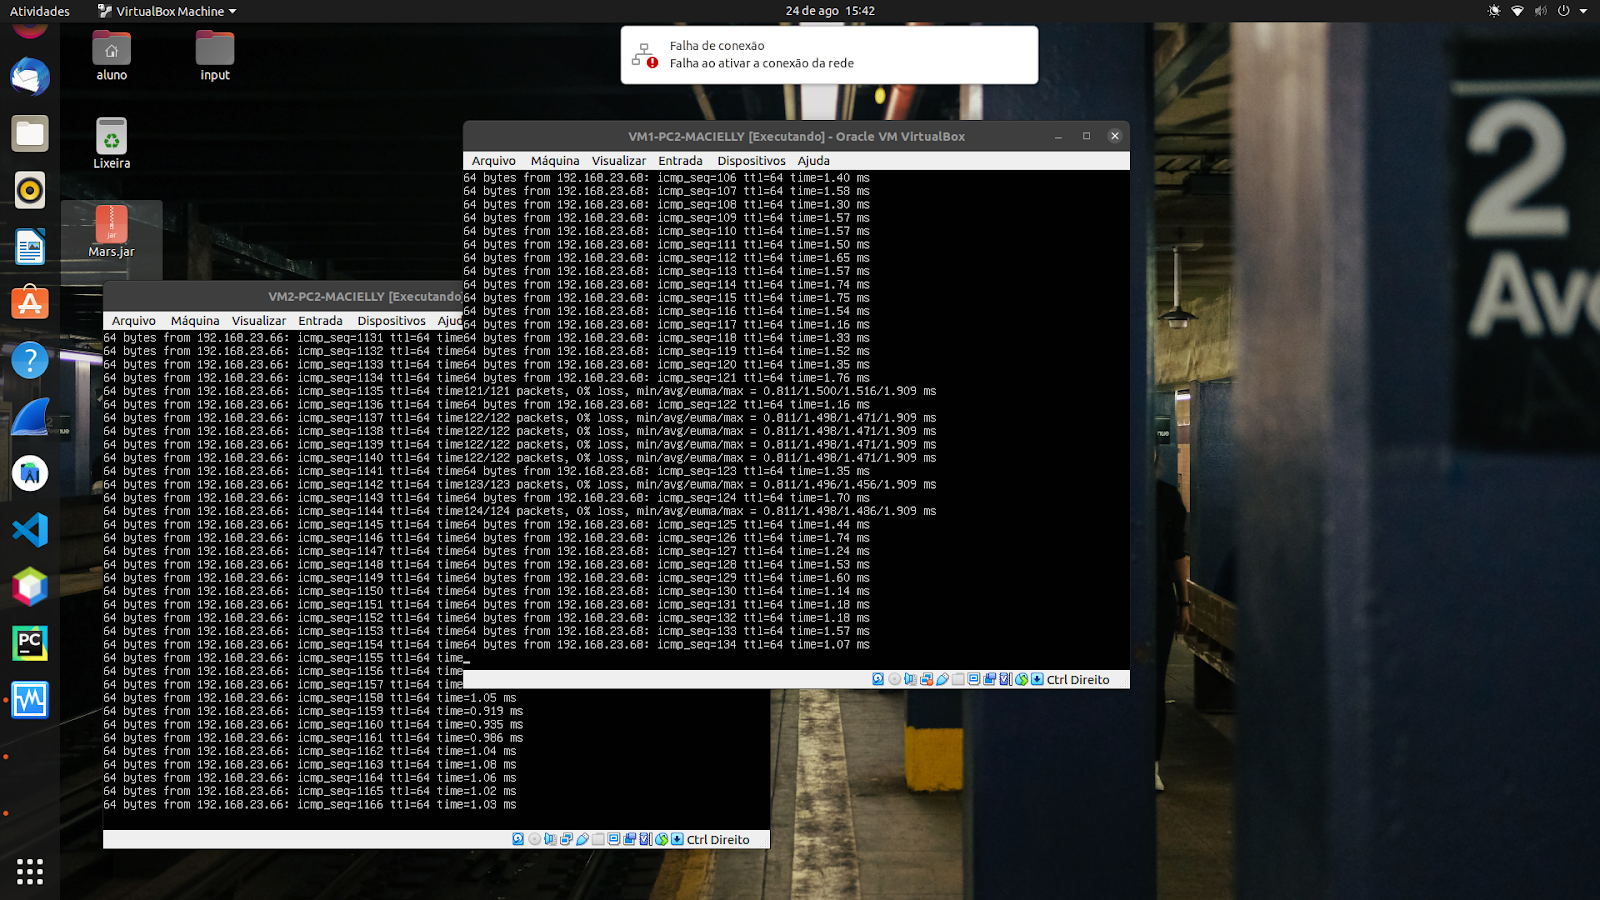 Atividades
VirtualBox Machine
24 de ago 15:42
aluno
input
Lixeira
jar
Mars.jar
Falha de conexão
Falha ao ativar a conexão da rede
2
Ave
VM1-PC2-MACIELLY [Executando] - Oracle VM VirtualBox
Arquivo Máquina Visualizar Entrada Dispositivos Ajuda
64 bytes from 192.168.23.68: icmp_seq=106 ttl=64 time=1.40 ms
64 bytes from 192.168.23.68: icmp_seq=107 ttl=64 time=1.58 ms
64 bytes from 192.168.23.68: icmp_seq=108 ttl=64 time=1.30 ms
64 bytes from 192.168.23.68: icmp_seq=109 ttl=64 time=1.57 ms
64 bytes from 192.168.23.68: icmp_seq=110 ttl=64 time=1.57 ms
64 bytes from 192.168.23.68: icmp_seq=111 ttl=64 time=1.50 ms
64 bytes from 192.168.23.68: icmp_seq=112 ttl=64 time=1.65 ms
64 bytes from 192.168.23.68: icmp_seq=113 ttl=64 time=1.57 ms
64 bytes from 192.168.23.68: icmp_seq=114 ttl=64 time=1.74 ms
64 bytes from 192.168.23.68: icmp_seq=115 ttl=64 time=1.75 ms
64 bytes from 192.168.23.68: icmp_seq=116 ttl=64 time=1.54 ms
64 bytes from 192.168.23.68: icmp_seq=117 ttl=64 time=1.16 ms
64 bytes from 192.168.23.68: icmp_seq=118 ttl=64 time=1.33 ms
64 bytes from 192.168.23.68: icmp_seq=119 ttl=64 time=1.52 ms
64 bytes from 192.168.23.68: icmp_seq=120 ttl=64 time=1.35 ms
64 bytes from 192.168.23.68: icmp_seq=121 ttl=64 time=1.76 ms
121/121 packets, 0% loss, min/avg/ewma/max = 0.811/1.500/1.516/1.909 ms
64 bytes from 192.168.23.68: icmp_seq=122 ttl=64 time=1.16 ms
122/122 packets, 0% loss, min/avg/ewma/max = 0.811/1.498/1.471/1.909 ms
122/122 packets, 0% loss, min/avg/ewma/max = 0.811/1.498/1.471/1.909 ms
122/122 packets, 0% loss, min/avg/ewma/max = 0.811/1.498/1.471/1.909 ms
122/122 packets, 0% loss, min/avg/ewma/max = 0.811/1.498/1.471/1.909 ms
64 bytes from 192.168.23.68: icmp_seq=123 ttl=64 time=1.35 ms
123/123 packets, 0% loss, min/avg/ewma/max = 0.811/1.496/1.456/1.909 ms
64 bytes from 192.168.23.68: icmp_seq=124 ttl=64 time=1.70 ms
124/124 packets, 0% loss, min/avg/ewma/max = 0.811/1.498/1.486/1.909 ms
64 bytes from 192.168.23.68: icmp_seq=125 ttl=64 time=1.44 ms
64 bytes from 192.168.23.68: icmp_seq=126 ttl=64 time=1.74 ms
64 bytes from 192.168.23.68: icmp_seq=127 ttl=64 time=1.24 ms
64 bytes from 192.168.23.68: icmp_seq=128 ttl=64 time=1.53 ms
64 bytes from 192.168.23.68: icmp_seq=129 ttl=64 time=1.60 ms
64 bytes from 192.168.23.68: icmp_seq=130 ttl=64 time=1.14 ms
64 bytes from 192.168.23.68: icmp_seq=131 ttl=64 time=1.18 ms
64 bytes from 192.168.23.68: icmp_seq=132 ttl=64 time=1.18 ms
64 bytes from 192.168.23.68: icmp_seq=133 ttl=64 time=1.57 ms
64 bytes from 192.168.23.68: icmp_seq=134 ttl=64 time=1.07 ms
Ctrl Direito
VM2-PC2-MACIELLY [Executando
Arquivo Máquina Visualizar Entrada Dispositivos Ajud
64 bytes from 192.168.23.66: icmp_seq=1131 ttl=64 time
64 bytes from 192.168.23.66: icmp_seq=1132 ttl=64 time
64 bytes from 192.168.23.66: icmp_seq=1133 ttl=64 time
64 bytes from 192.168.23.66: icmp_seq=1134 ttl=64 time
64 bytes from 192.168.23.66: icmp_seq=1135 ttl=64 time
64 bytes from 192.168.23.66: icmp_seq=1136 ttl=64 time
64 bytes from 192.168.23.66: icmp_seq=1137 ttl=64 time
64 bytes from 192.168.23.66: icmp_seq=1138 ttl=64 time
64 bytes from 192.168.23.66: icmp_seq=1139 ttl=64 time
64 bytes from 192.168.23.66: icmp_seq=1140 ttl=64 time
64 bytes from 192.168.23.66: icmp_seq=1141 ttl=64 time
64 bytes from 192.168.23.66: icmp_seq=1142 ttl=64 time
64 bytes from 192.168.23.66: icmp_seq=1143 ttl=64 time
64 bytes from 192.168.23.66: icmp_seq=1144 ttl=64 time
64 bytes from 192.168.23.66: icmp_seq=1145 ttl=64 time
64 bytes from 192.168.23.66: icmp_seq=1146 ttl=64 time
64 bytes from 192.168.23.66: icmp_seq=1147 ttl=64 time
64 bytes from 192.168.23.66: icmp_seq=1148 ttl=64 time
64 bytes from 192.168.23.66: icmp_seq=1149 ttl=64 time
64 bytes from 192.168.23.66: icmp_seq=1150 ttl=64 time
64 bytes from 192.168.23.66: icmp_seq=1151 ttl=64 time
64 bytes from 192.168.23.66: icmp_seq=1152 ttl=64 time
64 bytes from 192.168.23.66: icmp_seq=1153 ttl=64 time
64 bytes from 192.168.23.66: icmp_seq=1154 ttl=64 time
64 bytes from 192.168.23.66: icmp_seq=1155 ttl=64 time
64 bytes from 192.168.23.66: icmp_seq=1156 ttl=64 time
64 bytes from 192.168.23.66: icmp_seq=1157 ttl=64 time
64 bytes from 192.168.23.66: icmp_seq=1158 ttl=64 time=1.05 ms
64 bytes from 192.168.23.66: icmp_seq=1159 ttl=64 time=0.919 ms
64 bytes from 192.168.23.66: icmp_seq=1160 ttl=64 time=0.935 ms
64 bytes from 192.168.23.66: icmp_seq=1161 ttl=64 time=0.986 ms
64 bytes from 192.168.23.66: icmp_seq=1162 ttl=64 time=1.04 ms
64 bytes from 192.168.23.66: icmp_seq=1163 ttl=64 time=1.08 ms
64 bytes from 192.168.23.66: icmp_seq=1164 ttl=64 time=1.06 ms
64 bytes from 192.168.23.66: icmp_seq=1165 ttl=64 time=1.02 ms
64 bytes from 192.168.23.66: icmp_seq=1166 ttl=64 time=1.03 ms
Ctrl Direito
PC